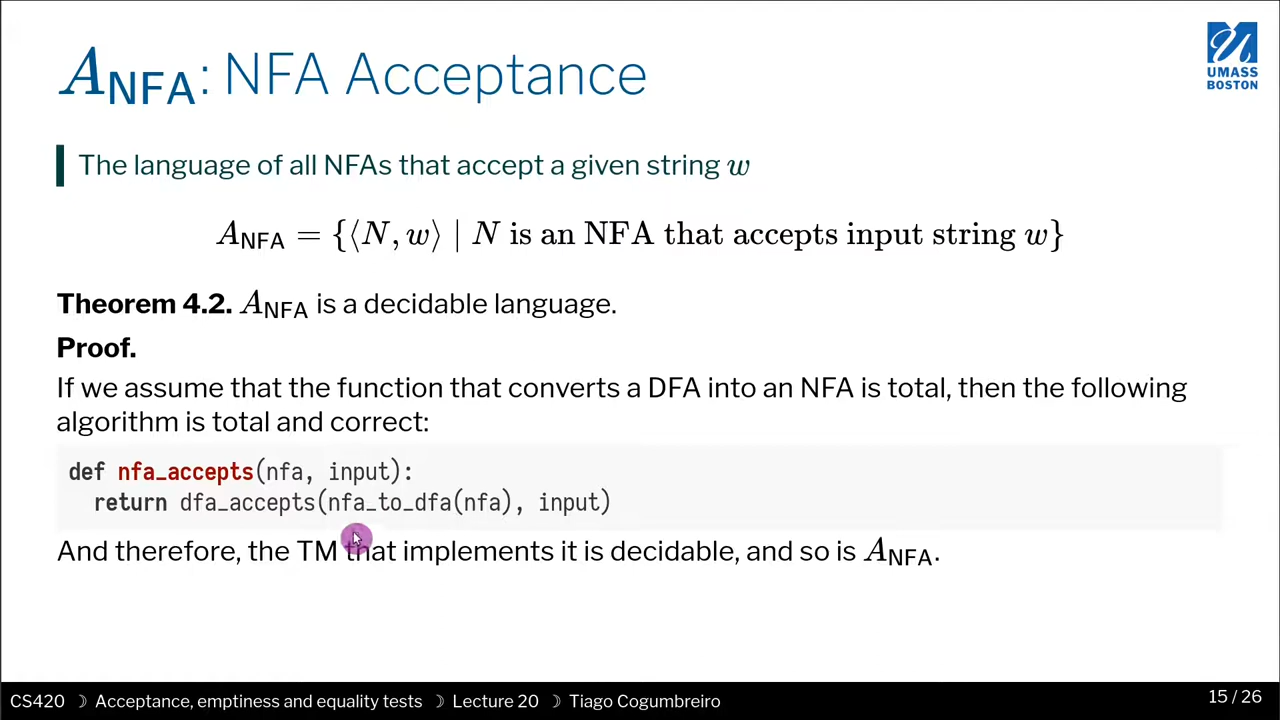 A_NFA: NFA Acceptance
UMASS
BOSTON
The language of all NFAs that accept a given string w
A_NFA = {⟨N, w⟩ | N is an NFA that accepts input string w}
Theorem 4.2. A_NFA is a decidable language.
Proof.
If we assume that the function that converts a DFA into an NFA is total, then the following
algorithm is total and correct:
def nfa_accepts(nfa, input):
  return dfa_accepts(nfa_to_dfa(nfa), input)
And therefore, the TM that implements it is decidable, and so is A_NFA.
CS420 ☽ Acceptance, emptiness and equality tests ☽ Lecture 20 ☽ Tiago Cogumbreiro
15 / 26